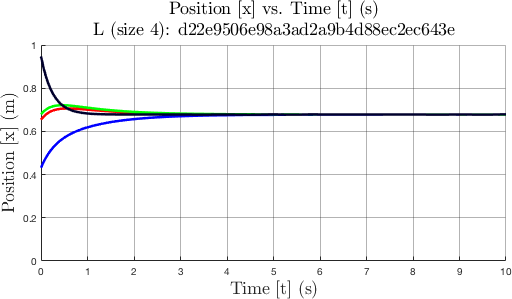 Position [x] vs. Time [t] (s)
L (size 4): d22e9506e98a3ad2a9b4d88ec2ec643e
Position [x] (m)
1
0.8
0.6
0.4
0.2
0
0 1 2 3 4 5 6 7 8 9 10
Time [t] (s)